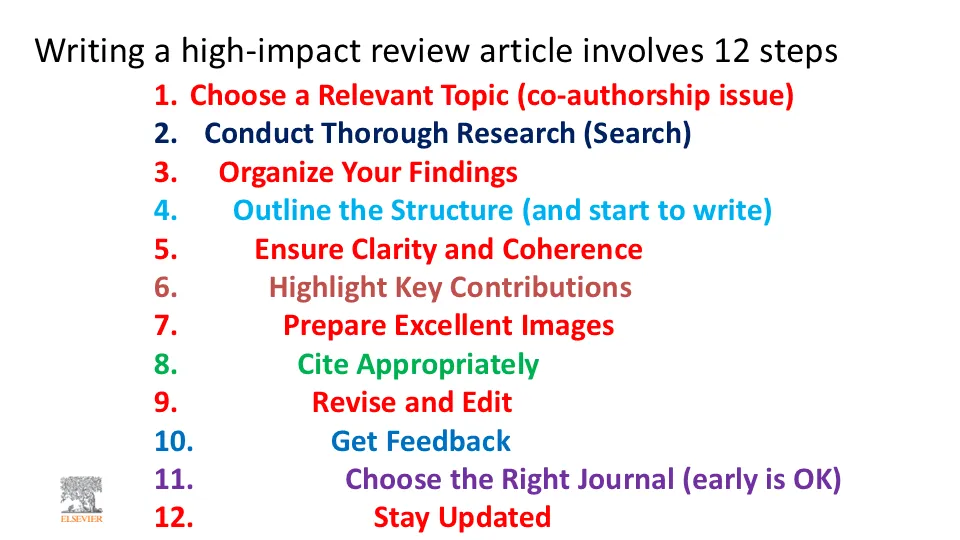 Writing a high-impact review article involves 12 steps
1. Choose a Relevant Topic (co-authorship issue)
2. Conduct Thorough Research (Search)
3. Organize Your Findings
4. Outline the Structure (and start to write)
5. Ensure Clarity and Coherence
6. Highlight Key Contributions
7. Prepare Excellent Images
8. Cite Appropriately
9. Revise and Edit
10. Get Feedback
11. Choose the Right Journal (early is OK)
12. Stay Updated
ELSEVIER